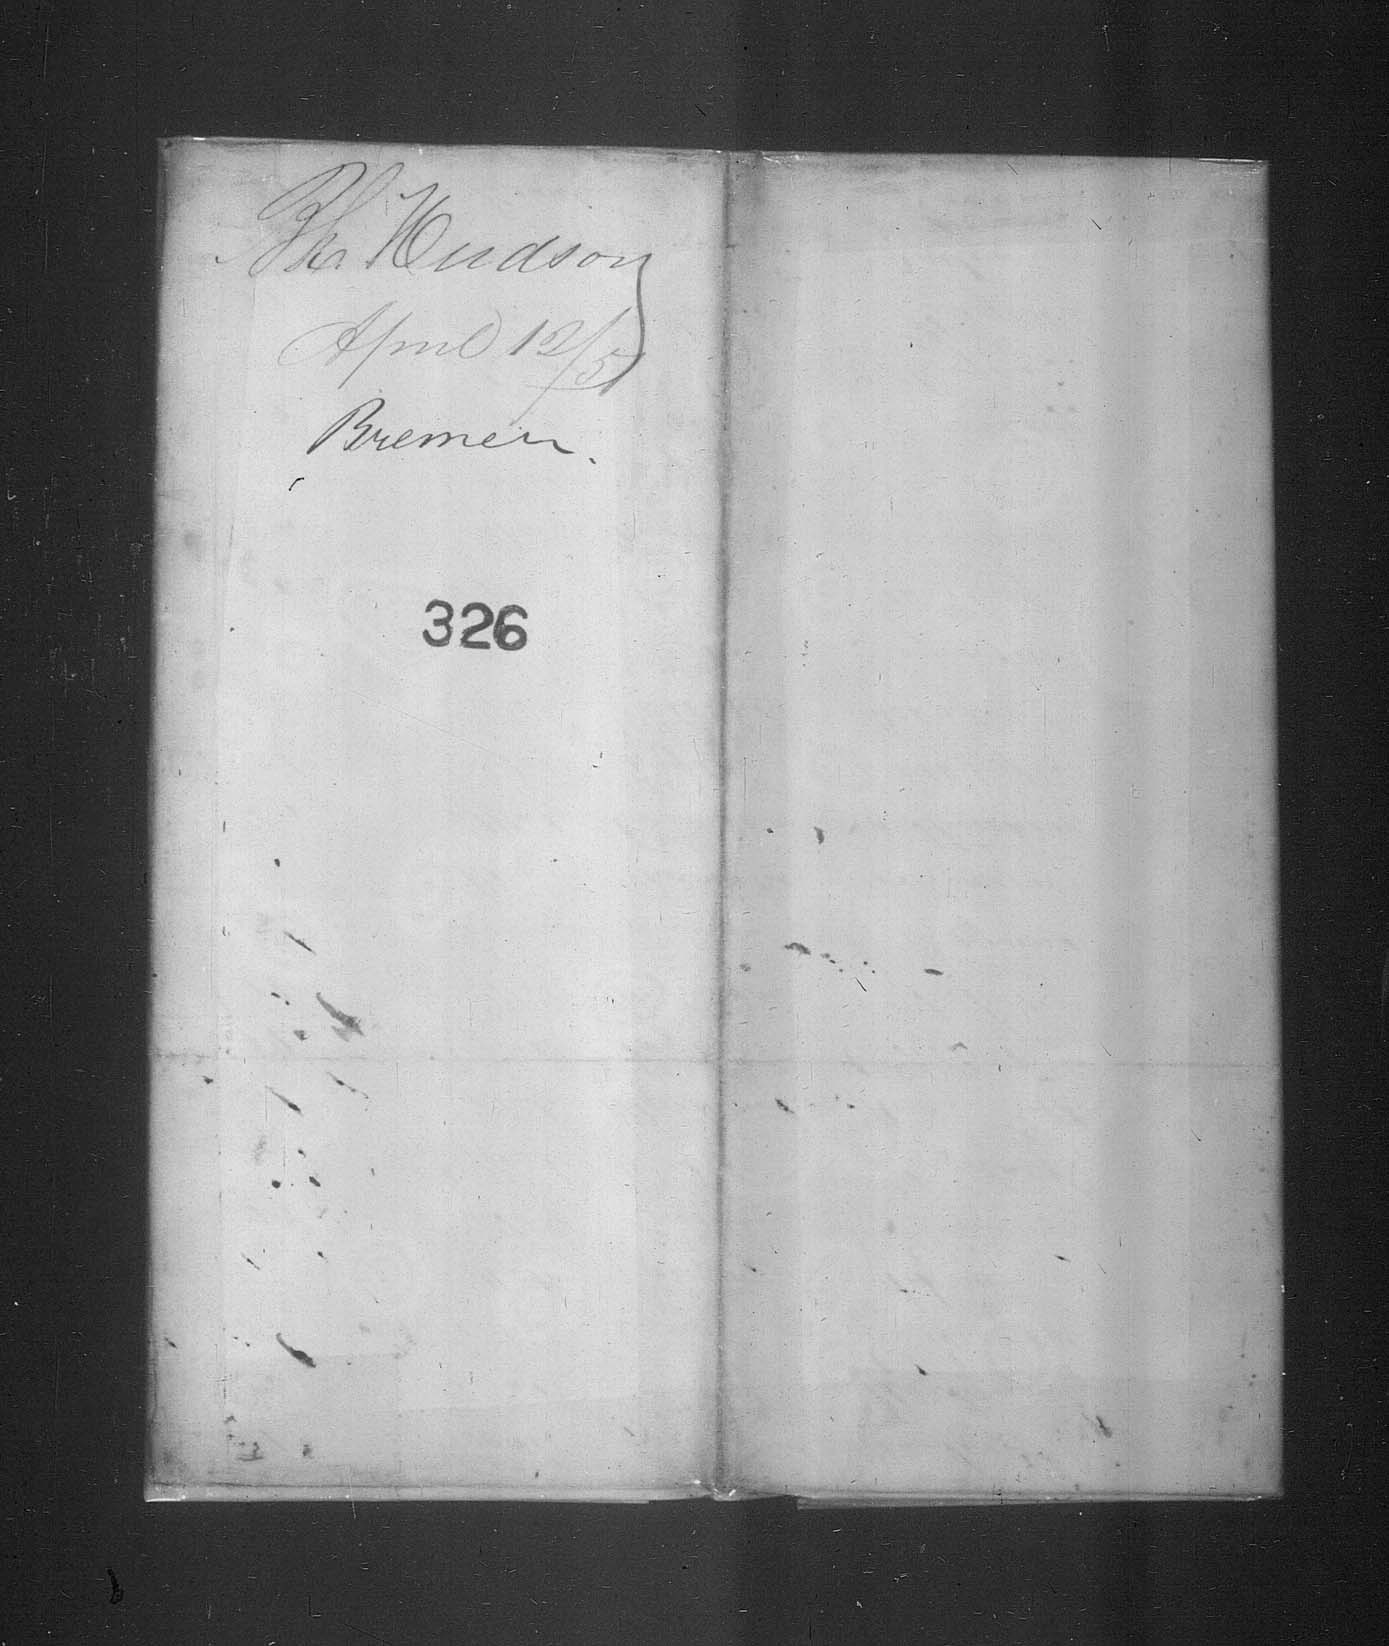 Hudson
April 12/51
Bremen.
326